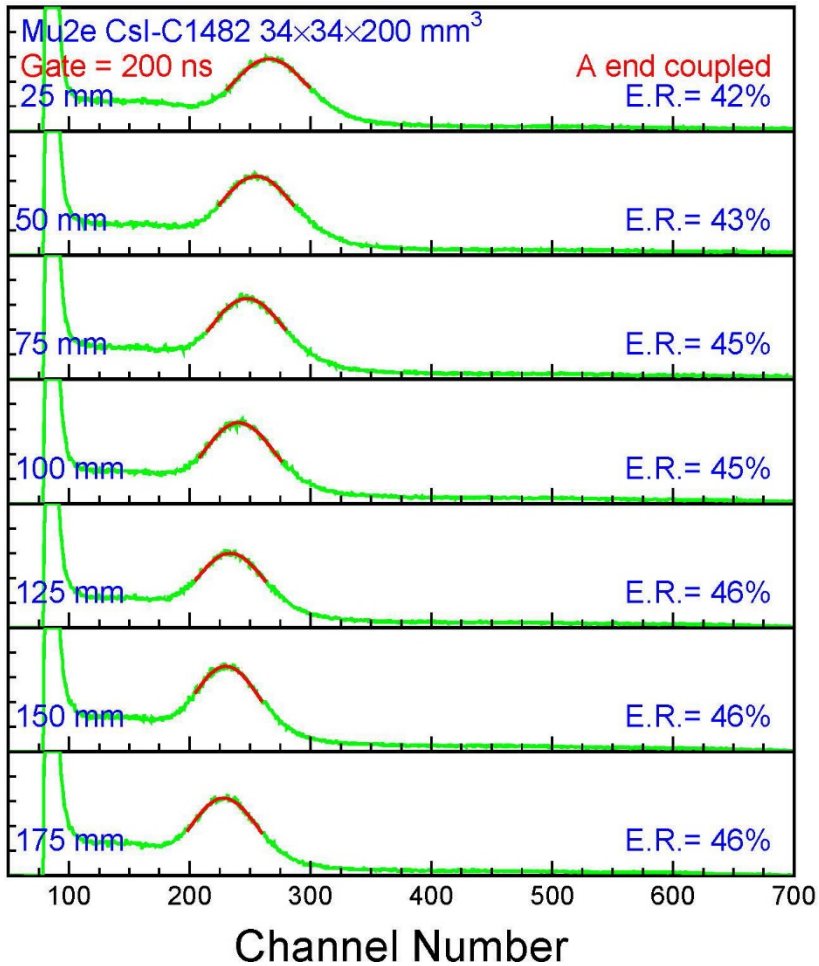 Mu2e CsI-C1482 34×34×200 mm³
Gate = 200 ns A end coupled
25 mm E.R.= 42%
50 mm E.R.= 43%
75 mm E.R.= 45%
100 mm E.R.= 45%
125 mm E.R.= 46%
150 mm E.R.= 46%
175 mm E.R.= 46%
100 200 300 400 500 600 700
Channel Number